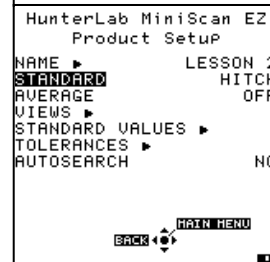 HunterLab MiniScan EZ
Product Setup
NAME ▶ LESSON 2
STANDARD HITCH
AVERAGE OFF
VIEWS ▶
STANDARD VALUES ▶
TOLERANCES ▶
AUTOSEARCH NO
MAIN MENU
BACK